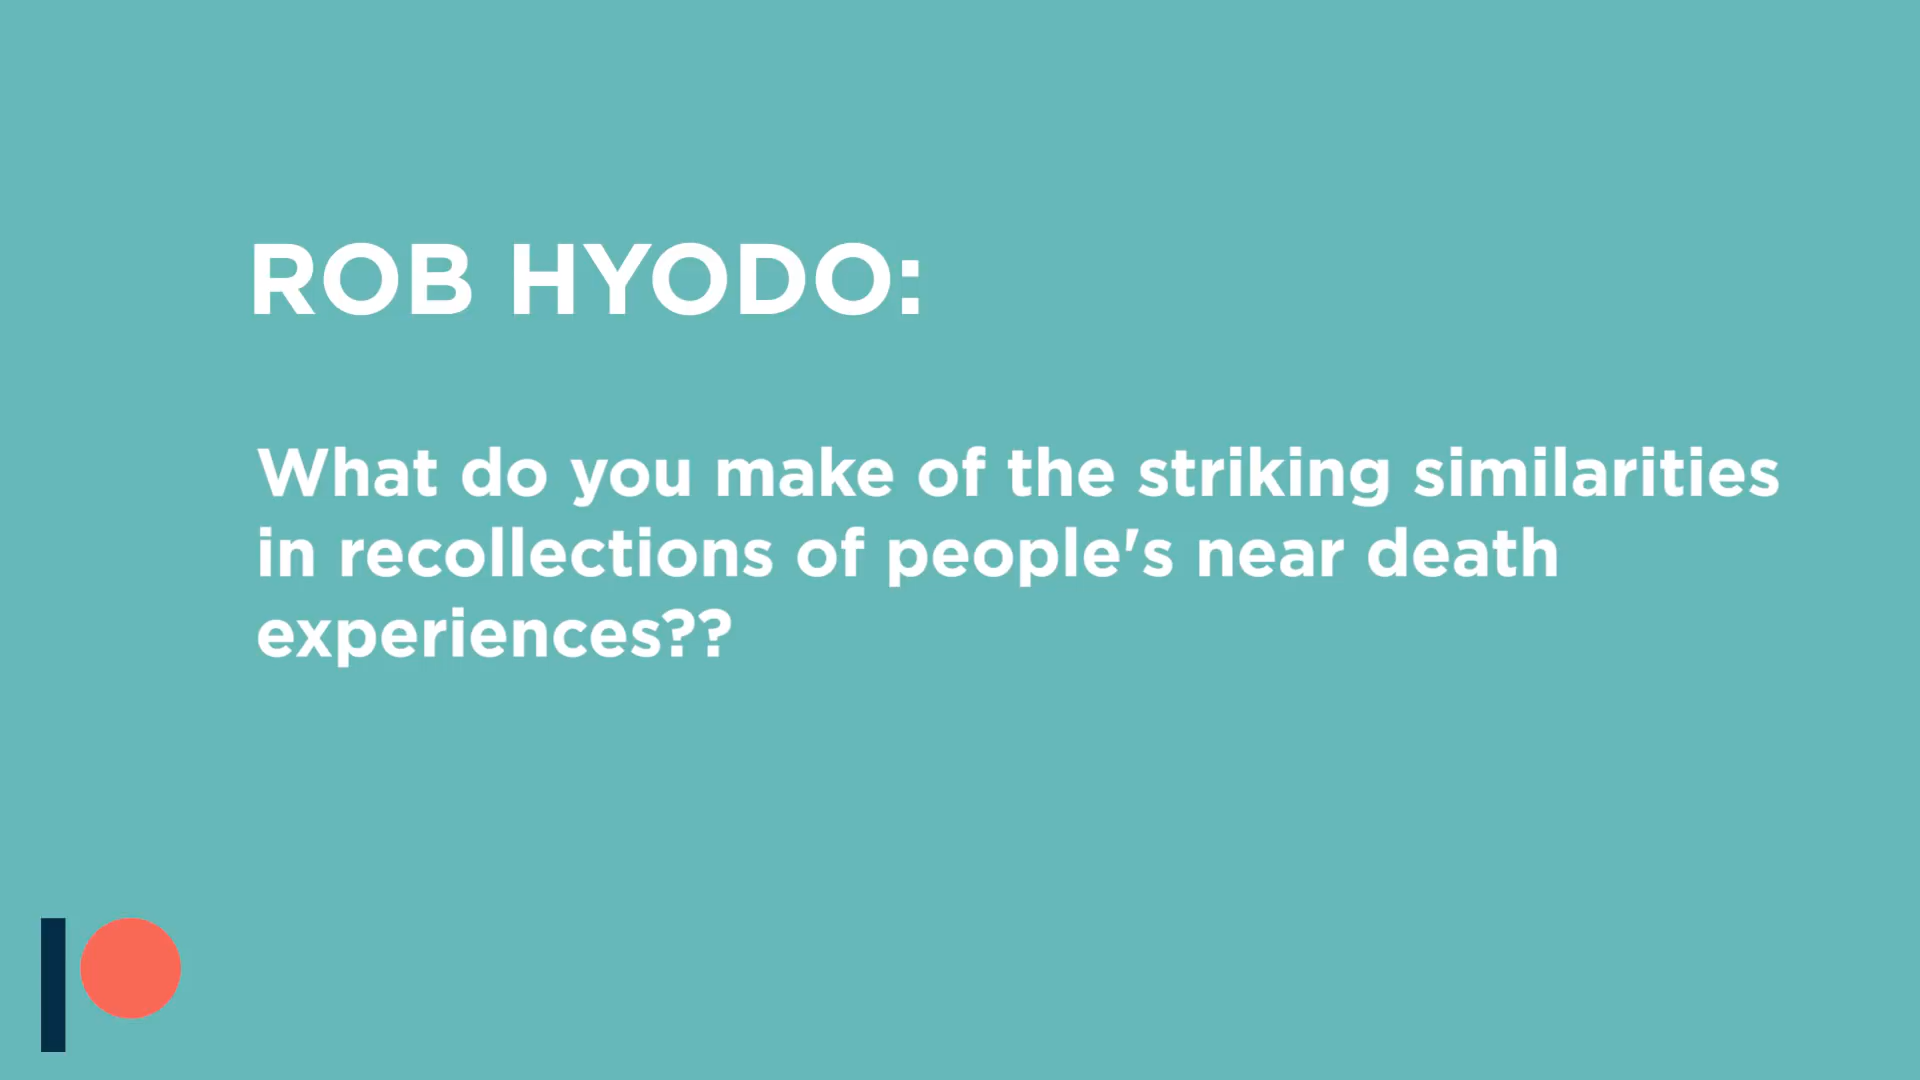 ROB HYODO:
What do you make of the striking similarities
in recollections of people's near death
experiences??